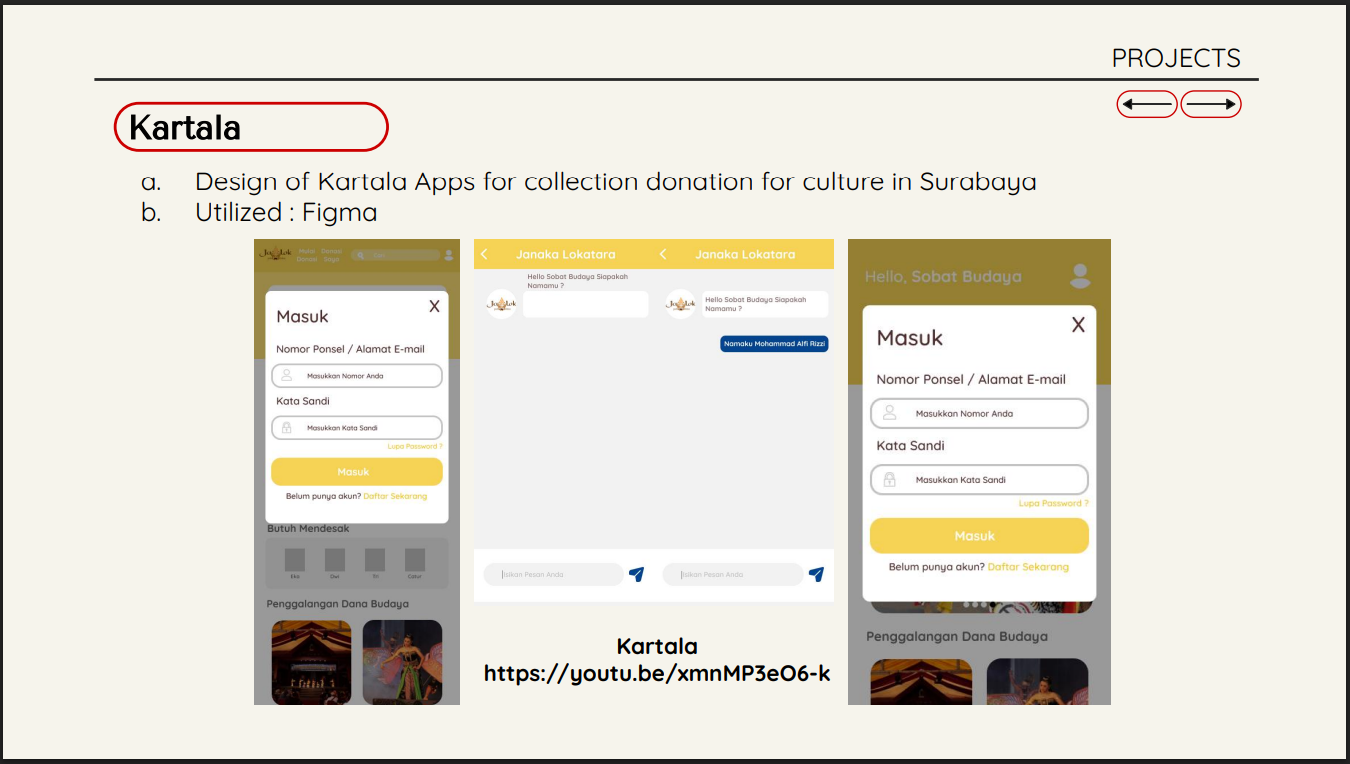 PROJECTS
Kartala
a. Design of Kartala Apps for collection donation for culture in Surabaya
b. Utilized : Figma
Masuk
X
Nomor Ponsel / Alamat E-mail
Masukkan Nomor Anda
Kata Sandi
Masukkan Kata Sandi
Lupa Password ?
Masuk
Belum punya akun? Daftar Sekarang
Butuh Mendesak
Eka
Dwi
Tri
Catur
Penggalangan Dana Budaya
Janaka Lokatara
Hello Sobat Budaya Siapakah
Namamu ?
JagLok
Isikan Pesan Anda
Janaka Lokatara
Hello Sobat Budaya Siapakah
Namamu ?
Namaku Mohammad Alfi Rizzi
Isikan Pesan Anda
Kartala
https://youtu.be/xmnMP3eO6-k
Hello, Sobat Budaya
Masuk
X
Nomor Ponsel / Alamat E-mail
Masukkan Nomor Anda
Kata Sandi
Masukkan Kata Sandi
Lupa Password ?
Masuk
Belum punya akun? Daftar Sekarang
Penggalangan Dana Budaya